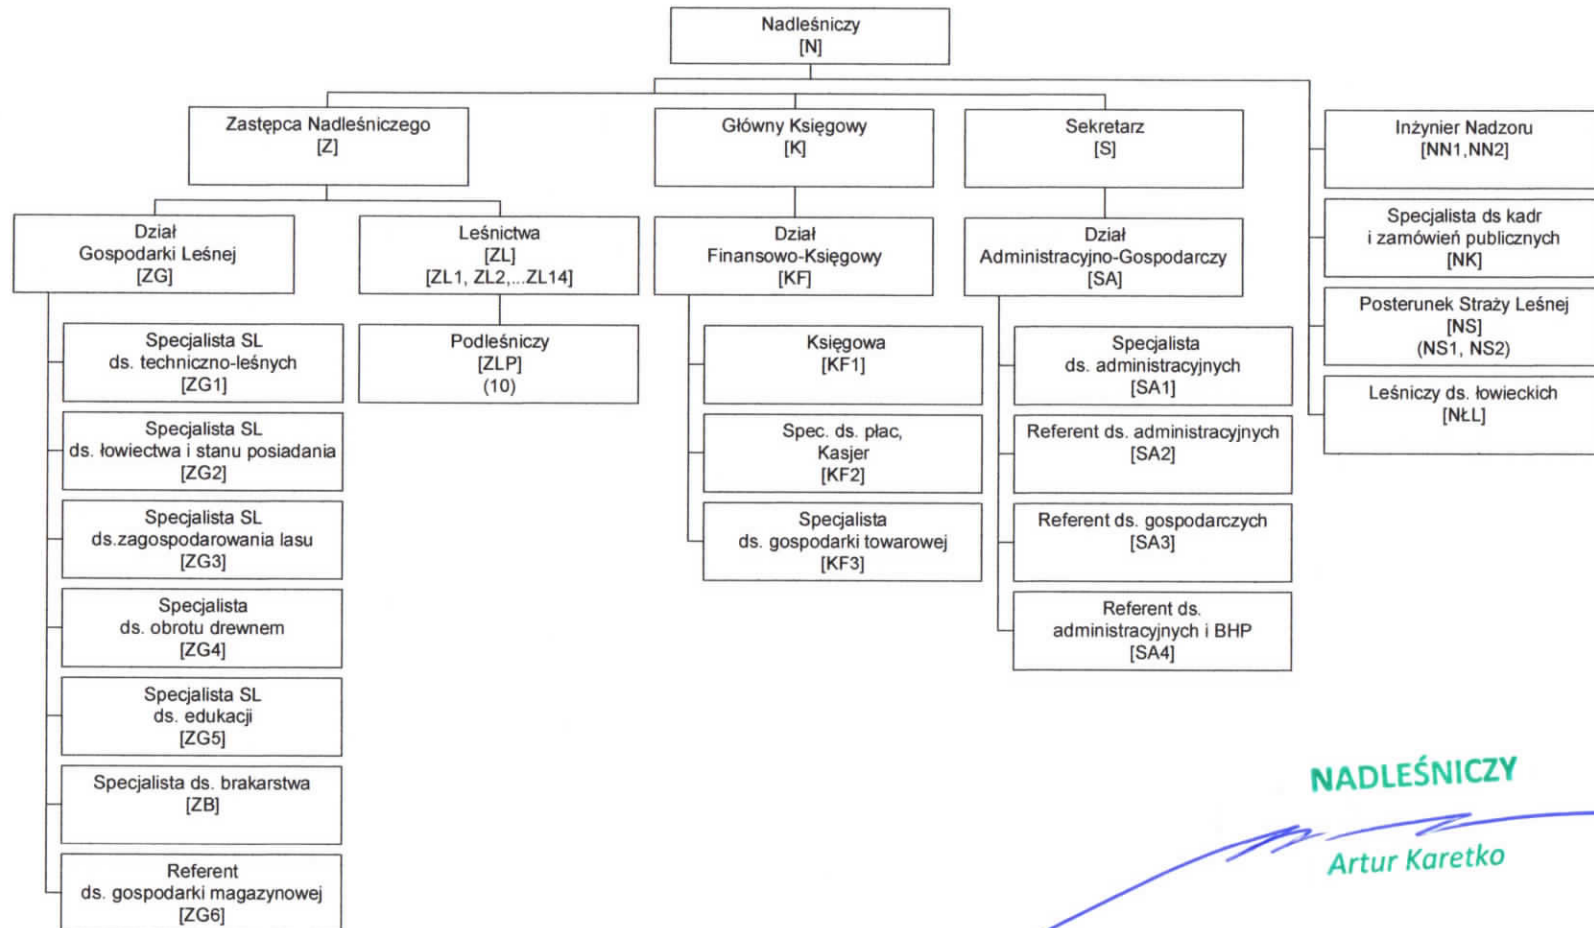 Nadleśniczy
[N]
Zastępca Nadleśniczego
[Z]
Główny Księgowy
[K]
Sekretarz
[S]
Inżynier Nadzoru
[NN1,NN2]
Specjalista ds kadr
i zamówień publicznych
[NK]
Posterunek Straży Leśnej
[NS]
(NS1, NS2)
Leśniczy ds. łowieckich
[NŁL]
Dział
Gospodarki Leśnej
[ZG]
Leśnictwa
[ZL]
[ZL1, ZL2,...ZL14]
Dział
Finansowo-Księgowy
[KF]
Dział
Administracyjno-Gospodarczy
[SA]
Specjalista SL
ds. techniczno-leśnych
[ZG1]
Specjalista SL
ds. łowiectwa i stanu posiadania
[ZG2]
Specjalista SL
ds.zagospodarowania lasu
[ZG3]
Specjalista
ds. obrotu drewnem
[ZG4]
Specjalista SL
ds. edukacji
[ZG5]
Specjalista ds. brakarstwa
[ZB]
Referent
ds. gospodarki magazynowej
[ZG6]
Podleśniczy
[ZLP]
(10)
Księgowa
[KF1]
Spec. ds. płac,
Kasjer
[KF2]
Specjalista
ds. gospodarki towarowej
[KF3]
Specjalista
ds. administracyjnych
[SA1]
Referent ds. administracyjnych
[SA2]
Referent ds. gospodarczych
[SA3]
Referent ds.
administracyjnych i BHP
[SA4]
NADLEŚNICZY
Artur Karetko